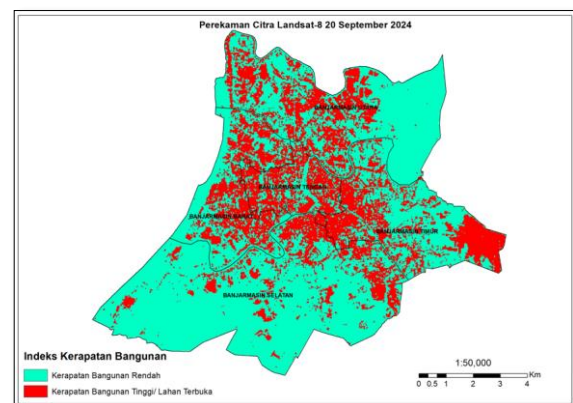 Perekaman Citra Landsat-8 20 September 2024
BANJARMASIN UTARA
BANJARMASIN TENGAH
BANJARMASIN BARAT
BANJARMASIN TIMUR
BANJARMASIN SELATAN
Indeks Kerapatan Bangunan
Kerapatan Bangunan Rendah
Kerapatan Bangunan Tinggi/ Lahan Terbuka
1:50,000
Km
0 0.5 1 2 3 4